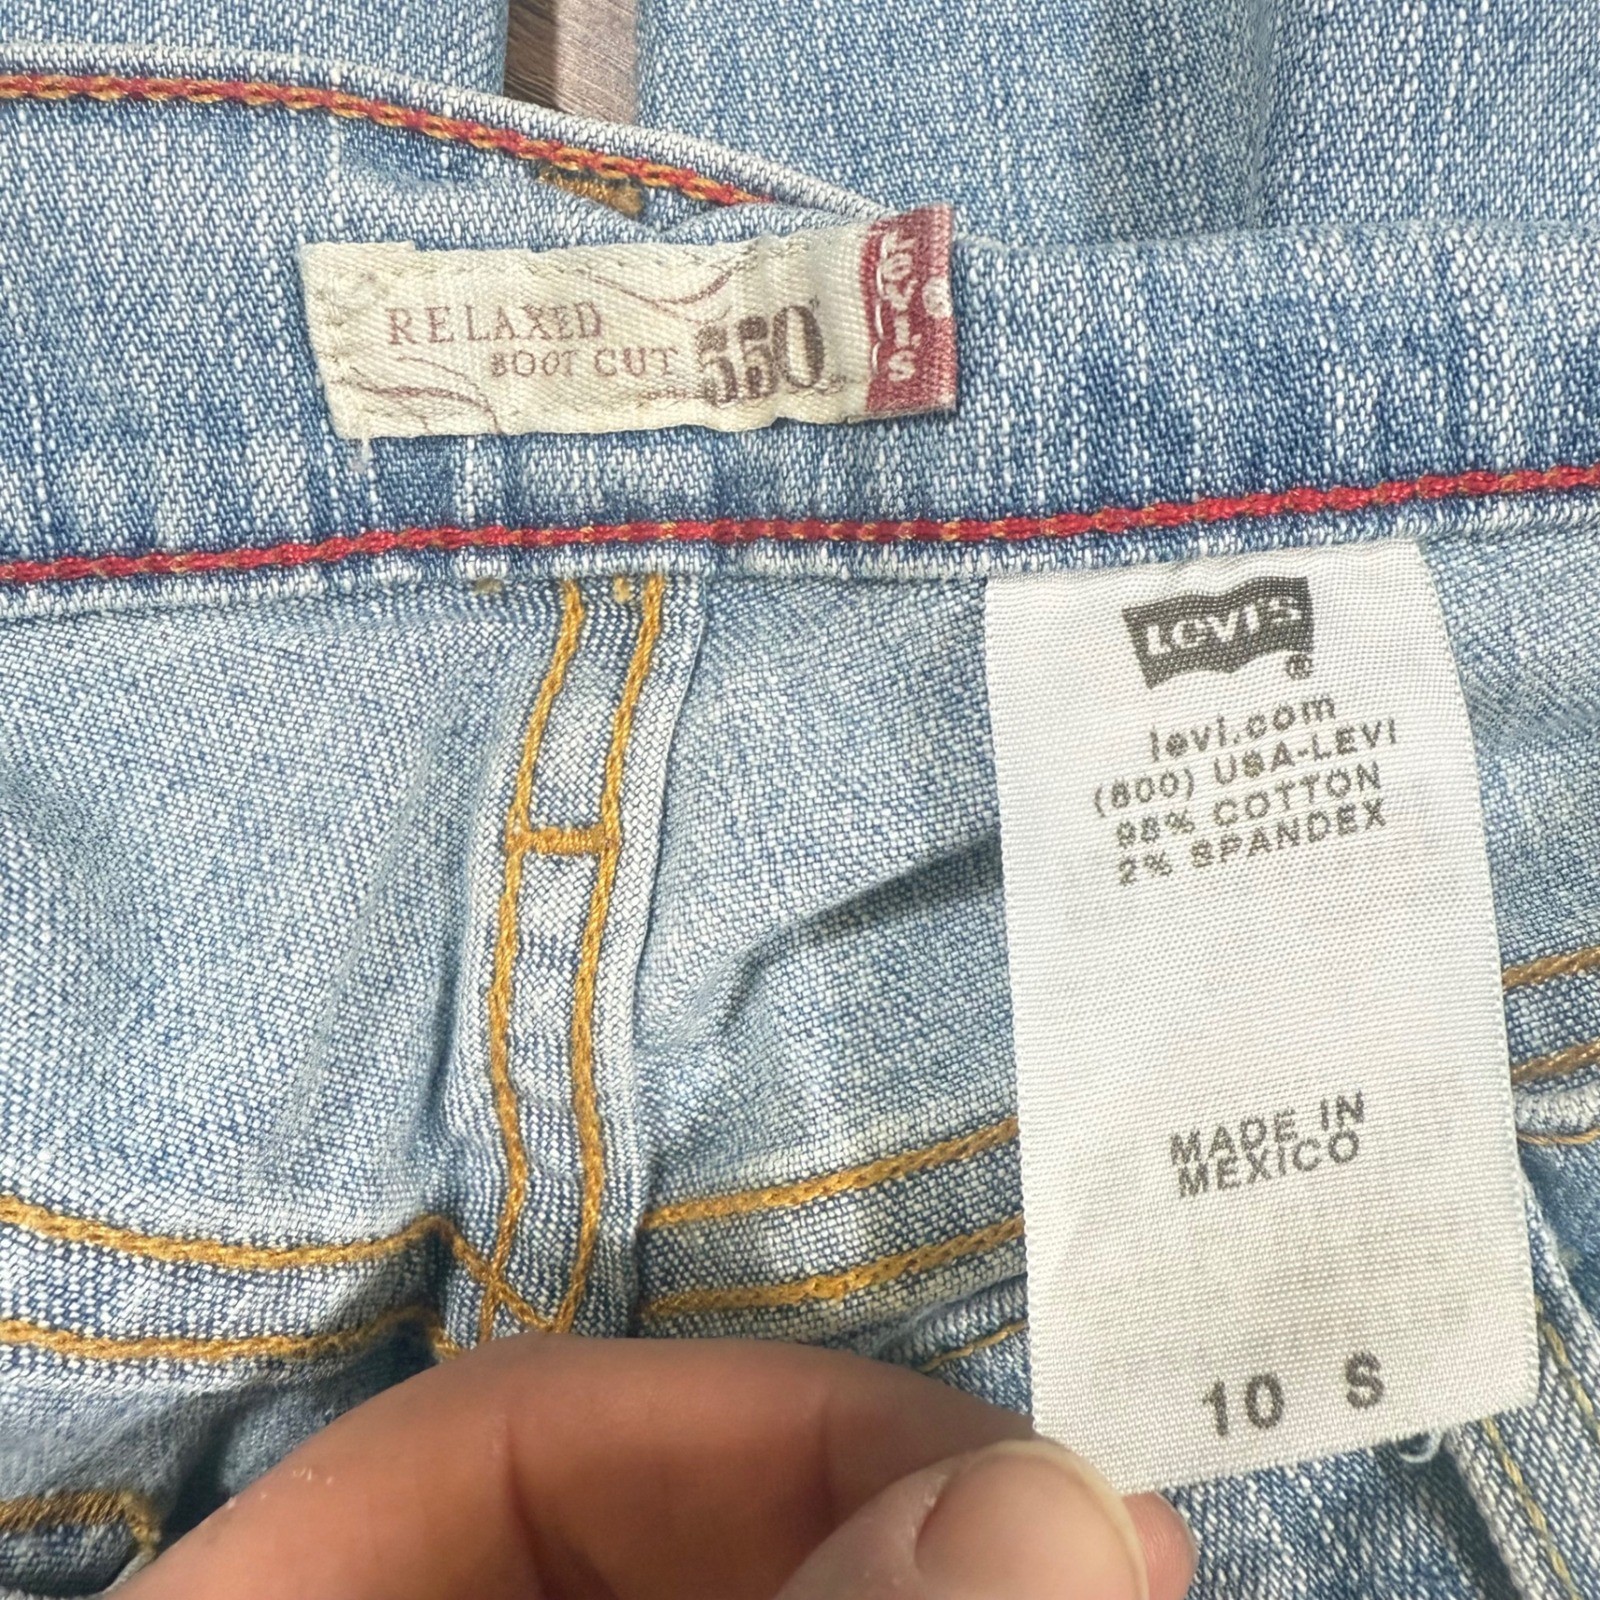 RELAXED
BOOT CUT 550
Levi's
®
LEVI'S
®
levi.com
(800) USA-LEVI
98% COTTON
2% SPANDEX
MADE IN
MEXICO
10 S